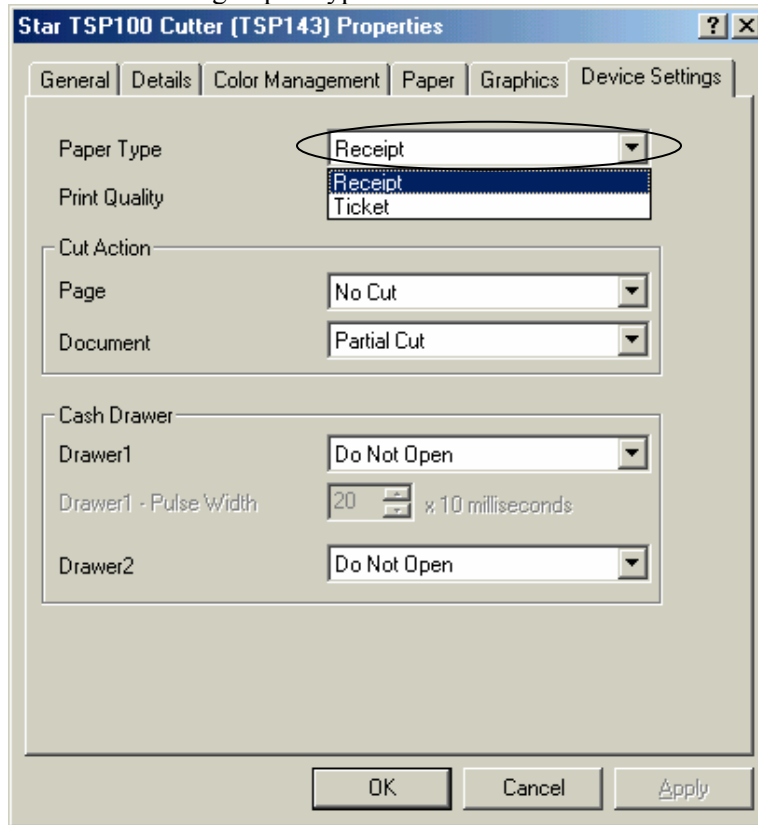 Star TSP100 Cutter (TSP143) Properties
General Details Color Management Paper Graphics Device Settings
Paper Type Receipt
Receipt
Print Quality
Ticket
Cut Action
Page No Cut
Document Partial Cut
Cash Drawer
Drawer1 Do Not Open
Drawer1 - Pulse Width 20 x 10 milliseconds
Drawer2 Do Not Open
OK Cancel Apply